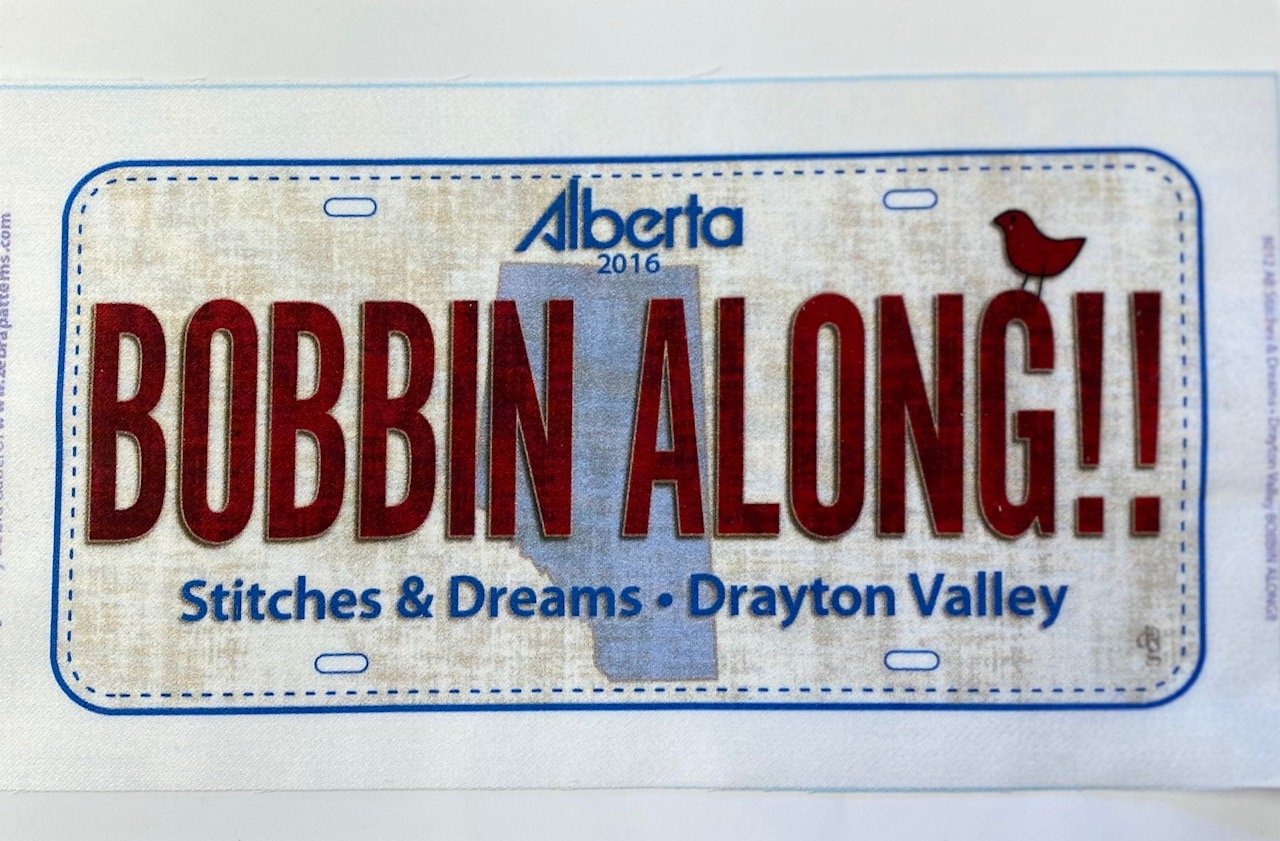 Alberta
2016
BOBBIN ALONG!!
Stitches & Dreams • Drayton Valley